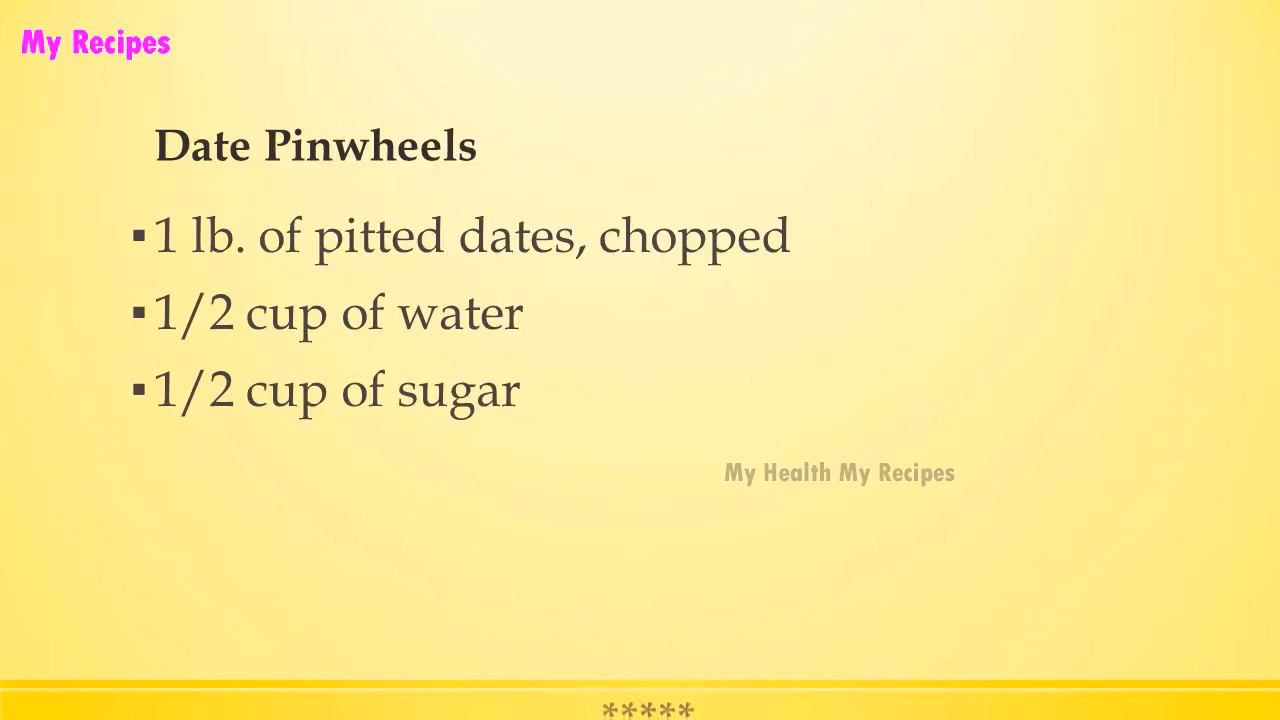 My Recipes
Date Pinwheels
▪1 lb. of pitted dates, chopped
▪1/2 cup of water
▪1/2 cup of sugar
My Health My Recipes
*****